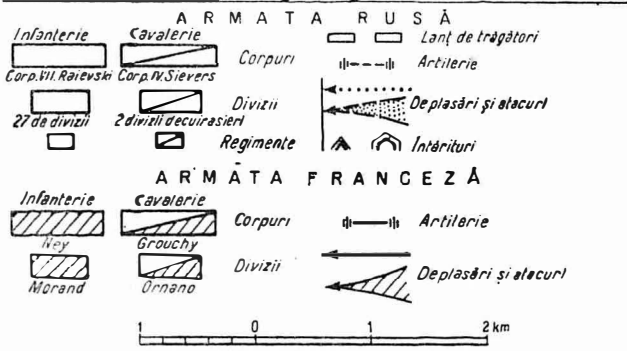 ARMATA RUSĂ
Infanterie Cavalerie Lanț de trăgători
Corpuri Artilerie
Corp.VII.Raievski Corp.IV.Sievers
Divizii Deplasări și atacuri
27 de divizii 2 divizii decuirasieri
Regimente Întărituri
ARMATA FRANCEZĂ
Infanterie Cavalerie
Corpuri Artilerie
Ney Grouchy
Divizii Deplasări și atacuri
Morand Ornano
1 0 1 2 km